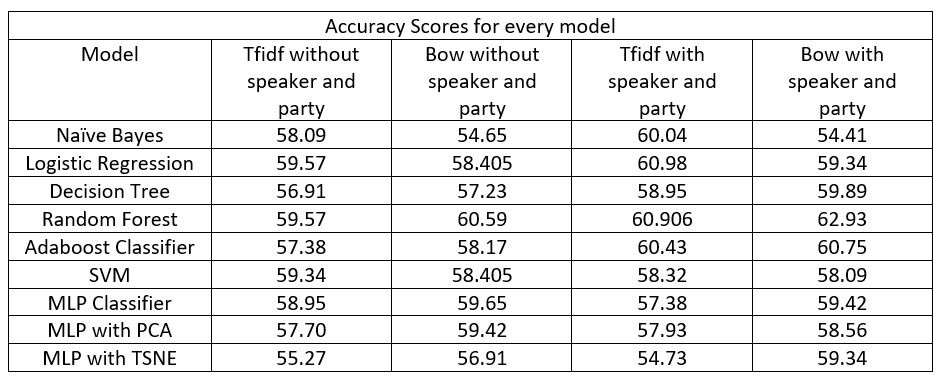 Accuracy Scores for every model
Model Tfidf without speaker and party Bow without speaker and party Tfidf with speaker and party Bow with speaker and party
Naïve Bayes 58.09 54.65 60.04 54.41
Logistic Regression 59.57 58.405 60.98 59.34
Decision Tree 56.91 57.23 58.95 59.89
Random Forest 59.57 60.59 60.906 62.93
Adaboost Classifier 57.38 58.17 60.43 60.75
SVM 59.34 58.405 58.32 58.09
MLP Classifier 58.95 59.65 57.38 59.42
MLP with PCA 57.70 59.42 57.93 58.56
MLP with TSNE 55.27 56.91 54.73 59.34